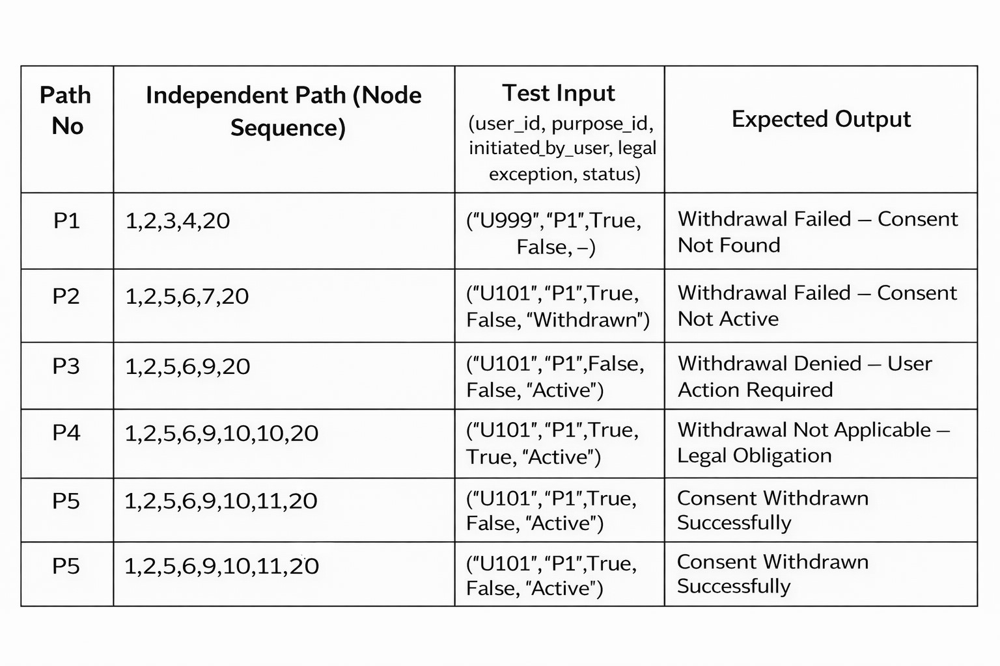 Path
No
Independent Path (Node
Sequence)
Test Input
(user_id, purpose_id,
initiated_by_user, legal
exception, status)
Expected Output
P1
1,2,3,4,20
("U999","P1",True,
False, –)
Withdrawal Failed – Consent
Not Found
P2
1,2,5,6,7,20
("U101","P1",True,
False, "Withdrawn")
Withdrawal Failed – Consent
Not Active
P3
1,2,5,6,9,20
("U101","P1",False,
False, "Active")
Withdrawal Denied – User
Action Required
P4
1,2,5,6,9,10,10,20
("U101","P1",True,
True, "Active")
Withdrawal Not Applicable –
Legal Obligation
P5
1,2,5,6,9,10,11,20
("U101","P1",True,
False, "Active")
Consent Withdrawn
Successfully
P5
1,2,5,6,9,10,11,20
("U101","P1",True,
False, "Active")
Consent Withdrawn
Successfully